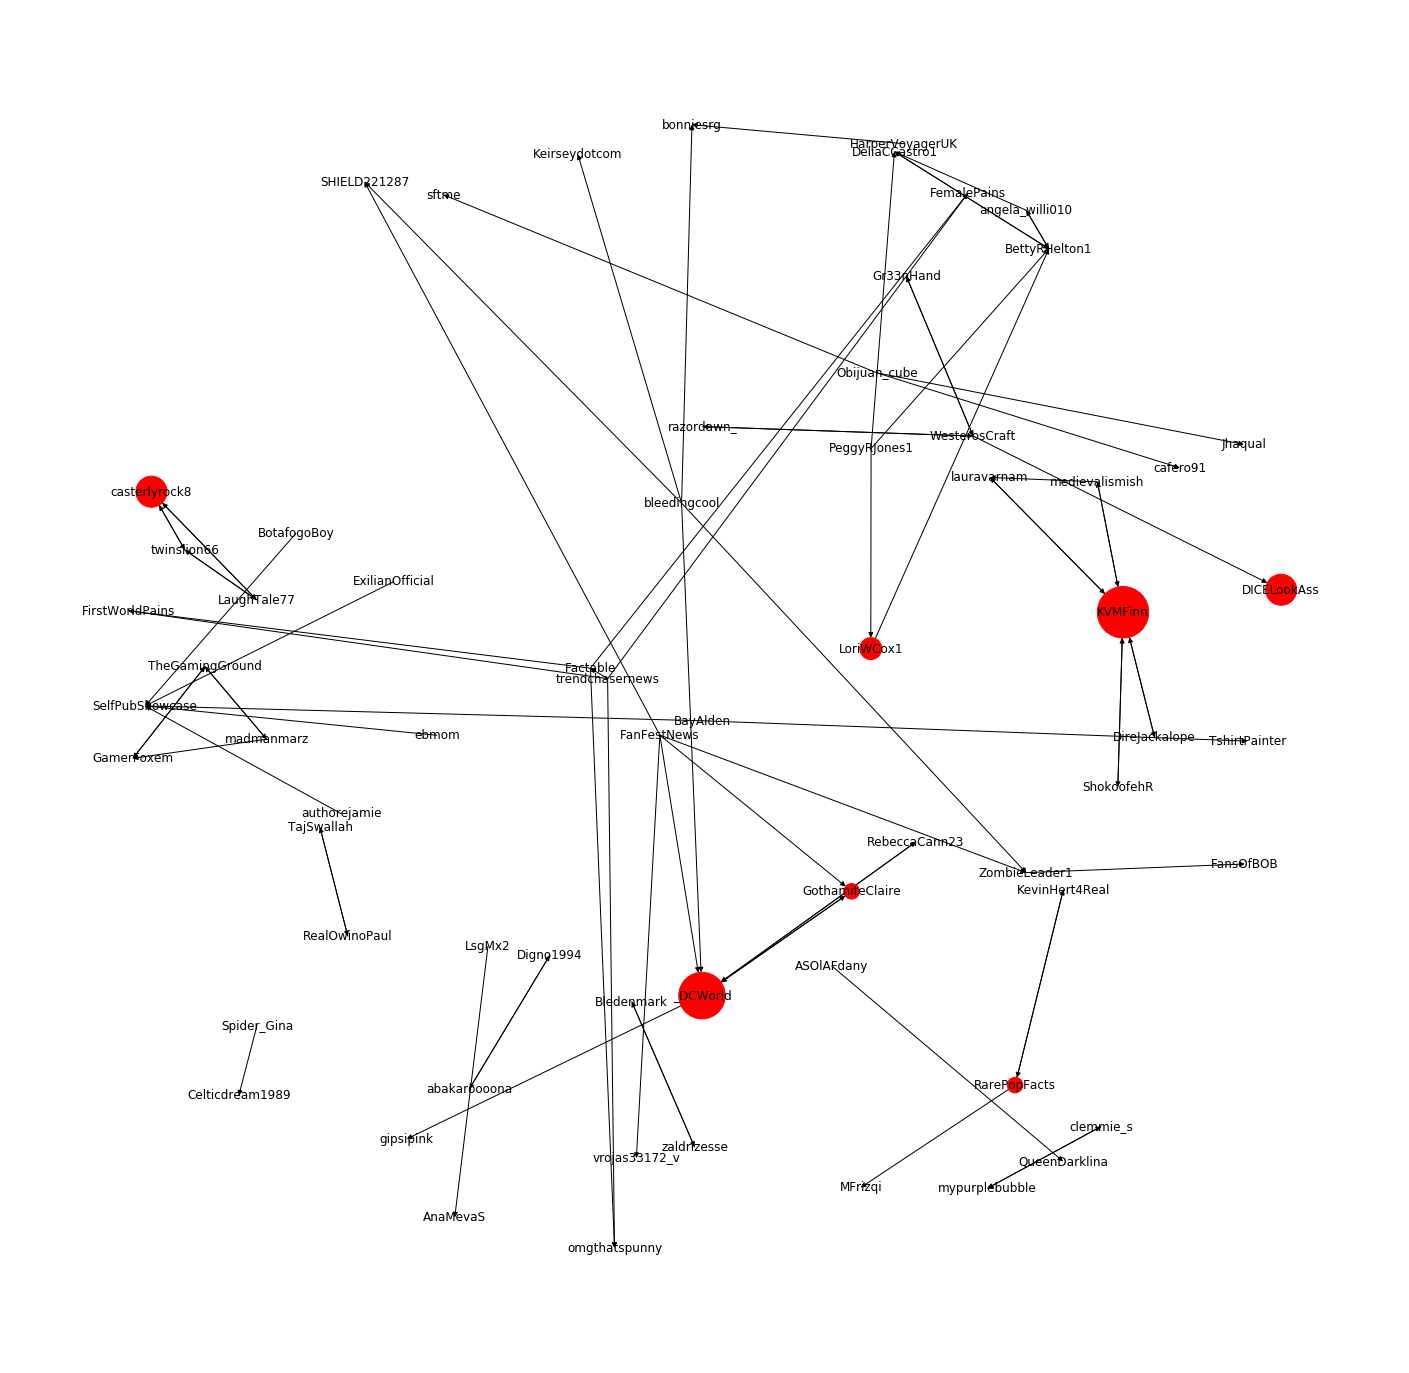 bonniesrg
HarperVoyagerUK
DellaCCastro1
Keirseydotcom
SHIELD221287
sftme
FemalePains
angela_willi010
BettyRHelton1
Gr33nHand
Obijuan_cube
razordawn_
WesterosCraft
Jhaqual
PeggyRJones1
cafero91
lauravarnam
medievalismish
casterlyrock8
bleedingcool
BotafogoBoy
twinslion66
ExilianOfficial
DICELookAss
LaughTale77
FirstWorldPains
KVMFinn
LoriWCox1
TheGamingGround
Factable
trendchasernews
SelfPubShowcase
BayAlden
FanFestNews
ebmom
madmanmarz
DireJackalope
TshirtPainter
GamerFoxem
ShokoofehR
authorejamie
TajSwallah
RebeccaCann23
FansOfBOB
ZombieLeader1
GothamiteClaire
KevinHert4Real
RealOwinoPaul
LsgMx2
Digno1994
ASOIAFdany
Bledenmark
_DCWorld
Spider_Gina
RarePopFacts
abakarooona
Celticdream1989
clemmie_s
gipsipink
zaldrizesse
vrojas33172_v
QueenDarklina
MFrizqi
mypurplebubble
AnaMevaS
omgthatspunny